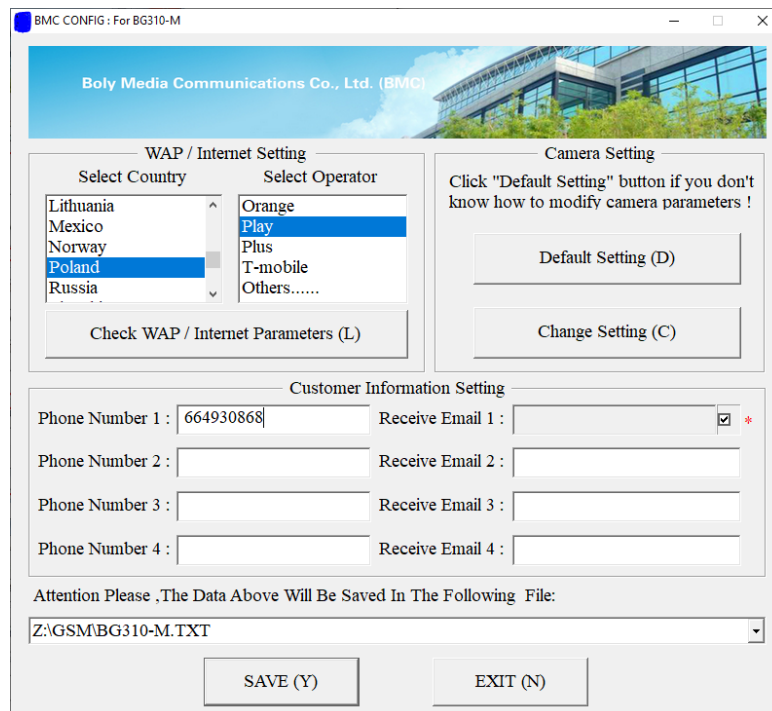 BMC CONFIG : For BG310-M
Boly Media Communications Co., Ltd. (BMC)
WAP / Internet Setting
Select Country
Select Operator
Lithuania
Mexico
Norway
Poland
Russia
Orange
Play
Plus
T-mobile
Others......
Check WAP / Internet Parameters (L)
Camera Setting
Click "Default Setting" button if you don't
know how to modify camera parameters !
Default Setting (D)
Change Setting (C)
Customer Information Setting
Phone Number 1 : 664930868 Receive Email 1 : *
Phone Number 2 : Receive Email 2 :
Phone Number 3 : Receive Email 3 :
Phone Number 4 : Receive Email 4 :
Attention Please ,The Data Above Will Be Saved In The Following File:
Z:\GSM\BG310-M.TXT
SAVE (Y) EXIT (N)